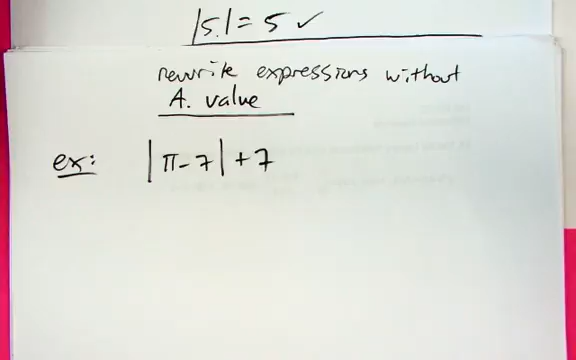 |5.| = 5 ✓
rewrite expressions without
A. value
ex: |π - 7| + 7